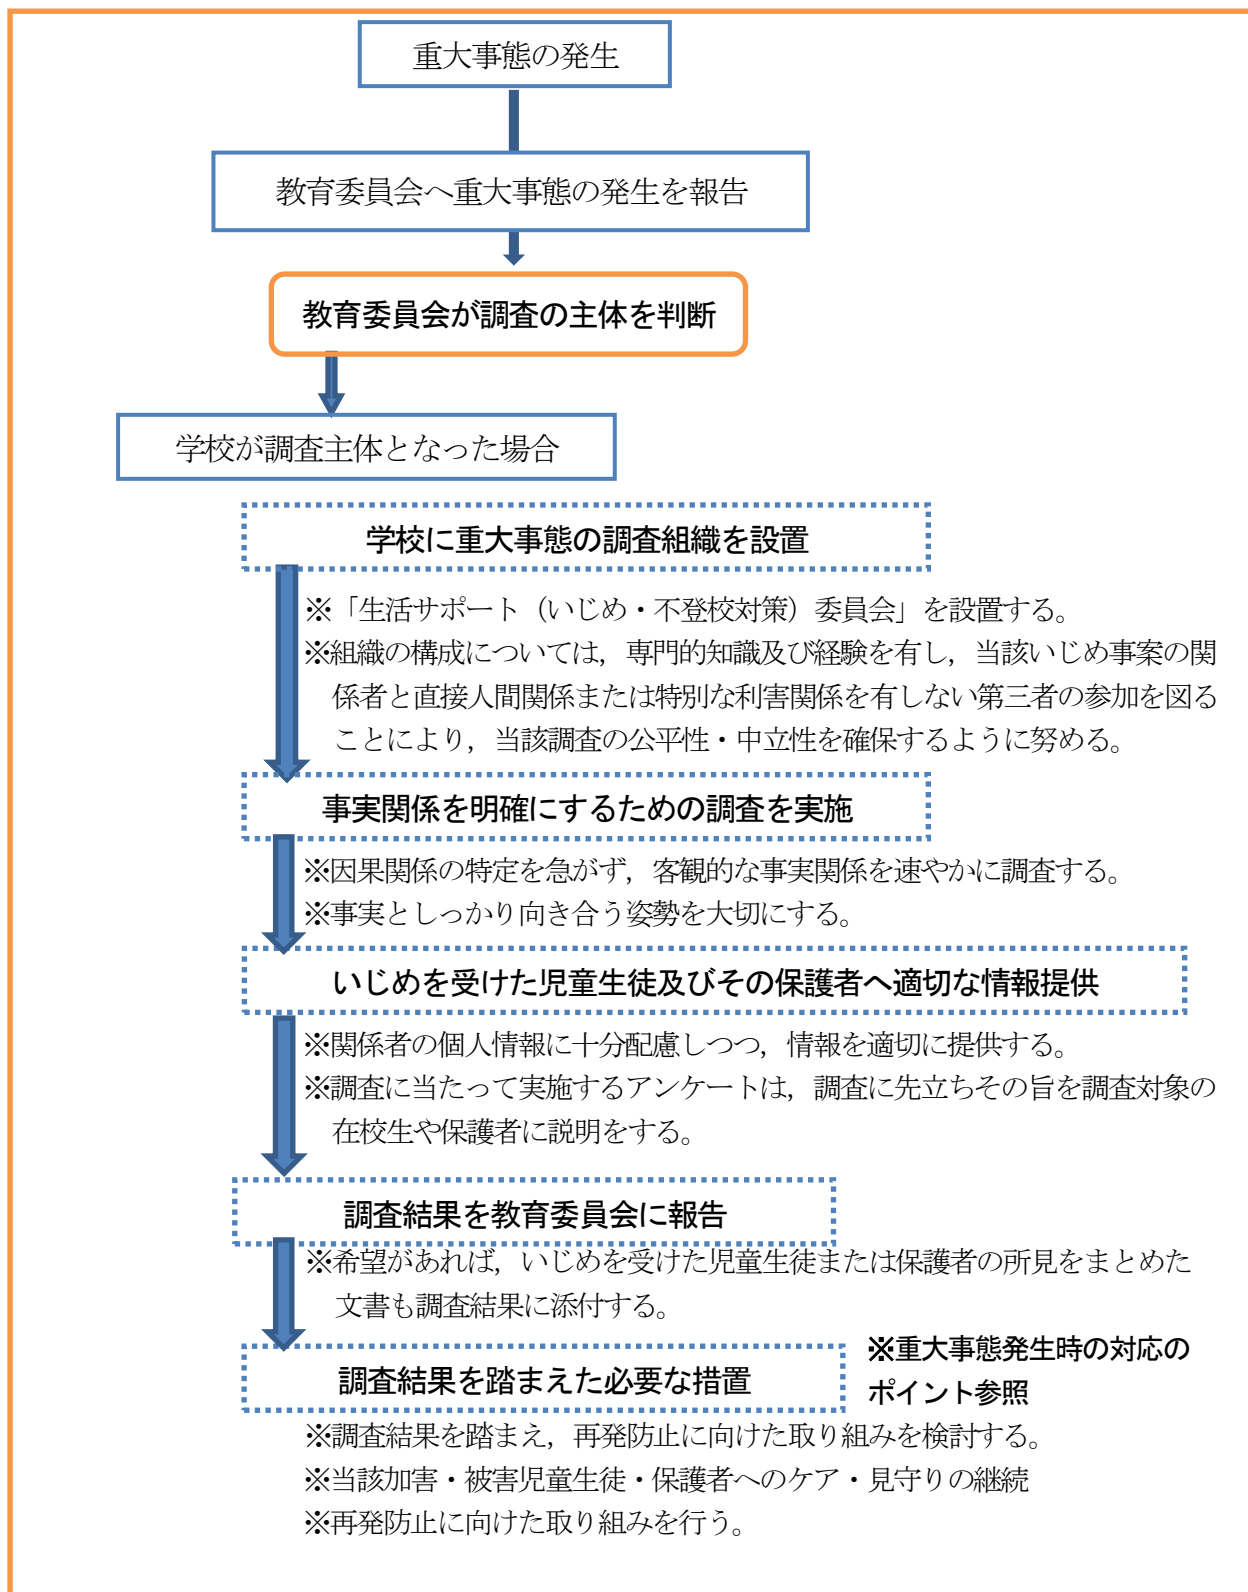 重大事態の発生
教育委員会へ重大事態の発生を報告
教育委員会が調査の主体を判断
学校が調査主体となった場合
学校に重大事態の調査組織を設置
※「生活サポート（いじめ・不登校対策）委員会」を設置する。
※組織の構成については，専門的知識及び経験を有し，当該いじめ事案の関
係者と直接人間関係または特別な利害関係を有しない第三者の参加を図る
ことにより，当該調査の公平性・中立性を確保するように努める。
事実関係を明確にするための調査を実施
※因果関係の特定を急がず，客観的な事実関係を速やかに調査する。
※事実としっかり向き合う姿勢を大切にする。
いじめを受けた児童生徒及びその保護者へ適切な情報提供
※関係者の個人情報に十分配慮しつつ，情報を適切に提供する。
※調査に当たって実施するアンケートは，調査に先立ちその旨を調査対象の
在校生や保護者に説明をする。
調査結果を教育委員会に報告
※希望があれば，いじめを受けた児童生徒または保護者の所見をまとめた
文書も調査結果に添付する。
調査結果を踏まえた必要な措置
※重大事態発生時の対応の
ポイント参照
※調査結果を踏まえ，再発防止に向けた取り組みを検討する。
※当該加害・被害児童生徒・保護者へのケア・見守りの継続
※再発防止に向けた取り組みを行う。